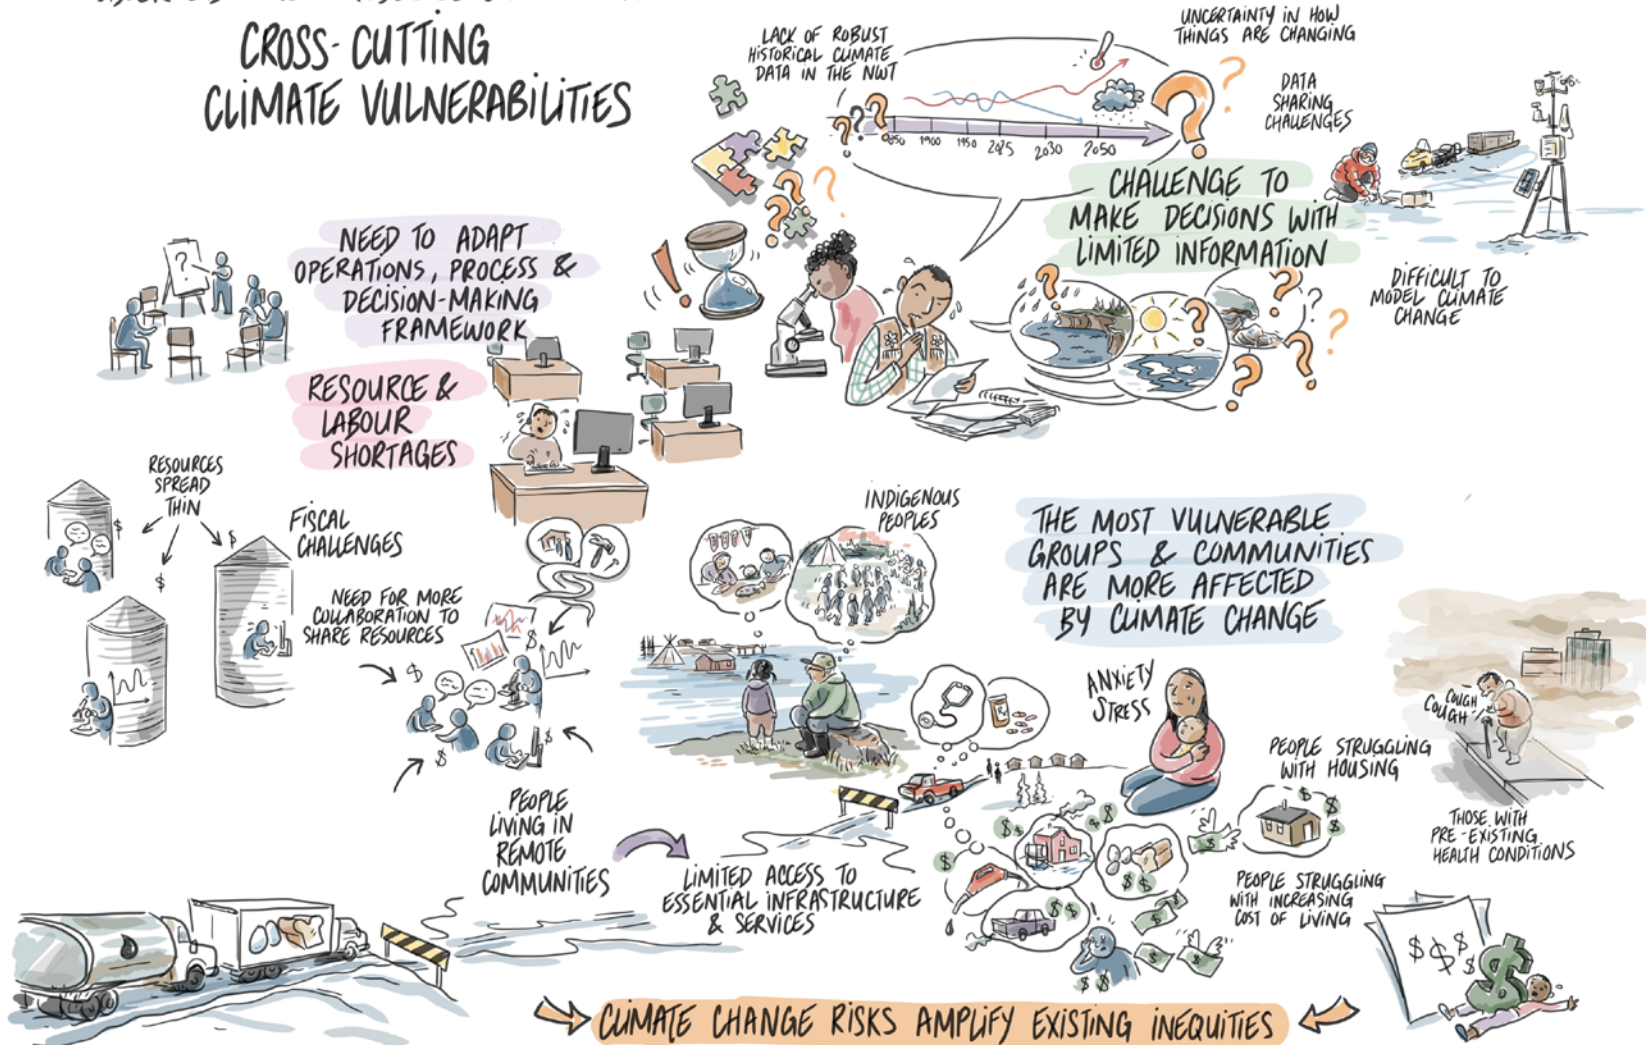 CROSS-CUTTING
CLIMATE VULNERABILITIES
LACK OF ROBUST
HISTORICAL CLIMATE
DATA IN THE NWT
UNCERTAINTY IN HOW
THINGS ARE CHANGING
DATA
SHARING
CHALLENGES
1900 1950 2025 2030 2050
CHALLENGE TO
MAKE DECISIONS WITH
LIMITED INFORMATION
DIFFICULT TO
MODEL CLIMATE
CHANGE
NEED TO ADAPT
OPERATIONS, PROCESS &
DECISION-MAKING
FRAMEWORK
RESOURCE &
LABOUR
SHORTAGES
RESOURCES
SPREAD
THIN
FISCAL
CHALLENGES
NEED FOR MORE
COLLABORATION TO
SHARE RESOURCES
INDIGENOUS
PEOPLES
THE MOST VULNERABLE
GROUPS & COMMUNITIES
ARE MORE AFFECTED
BY CLIMATE CHANGE
ANXIETY
STRESS
COUGH
COUGH
PEOPLE STRUGGLING
WITH HOUSING
THOSE WITH
PRE-EXISTING
HEALTH CONDITIONS
PEOPLE
LIVING IN
REMOTE
COMMUNITIES
LIMITED ACCESS TO
ESSENTIAL INFRASTRUCTURE
& SERVICES
PEOPLE STRUGGLING
WITH INCREASING
COST OF LIVING
CLIMATE CHANGE RISKS AMPLIFY EXISTING INEQUITIES